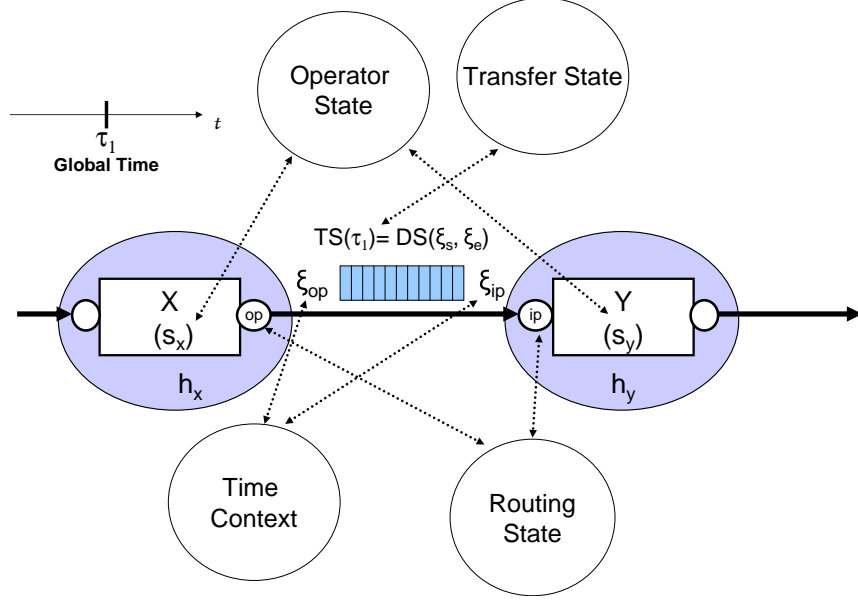 Operator
State
Transfer State
t
τ1
Global Time
TS(τ1)= DS(ξs, ξe)
ξop
ξip
X
(sx)
op
ip
Y
(sy)
hx
hy
Time
Context
Routing
State